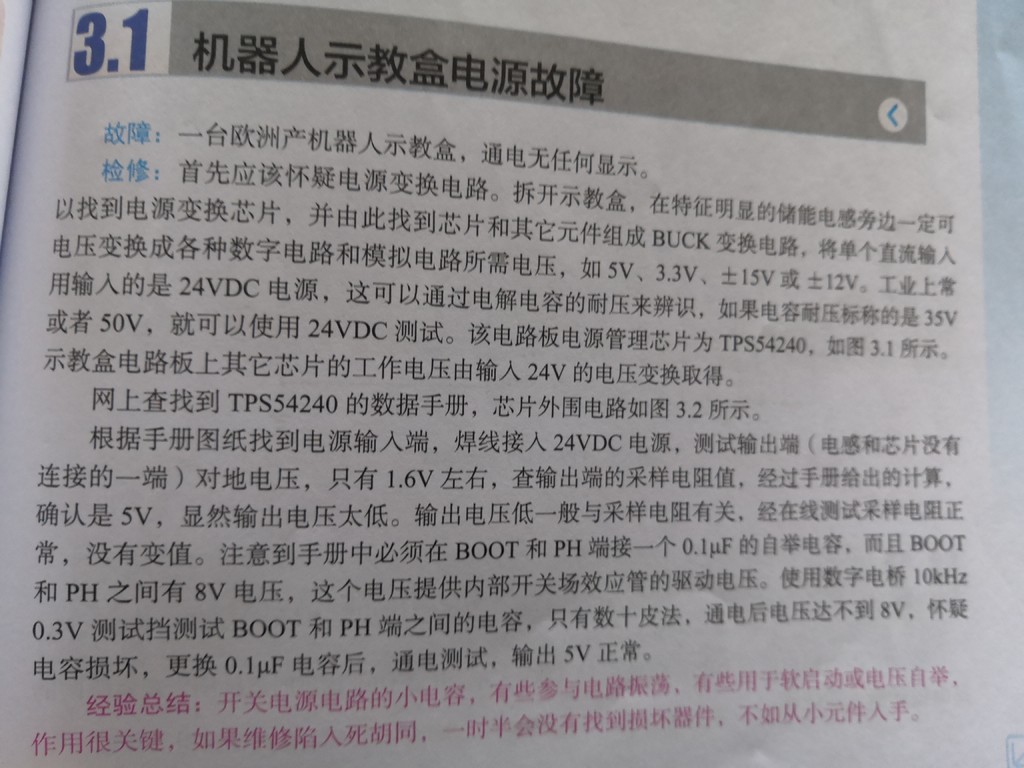 3.1 机器人示教盒电源故障
故障：一台欧洲产机器人示教盒，通电无任何显示。
检修：首先应该怀疑电源变换电路。拆开示教盒，在特征明显的储能电感旁边一定可
以找到电源变换芯片，并由此找到芯片和其它元件组成 BUCK 变换电路，将单个直流输入
电压变换成各种数字电路和模拟电路所需电压，如 5V、3.3V、±15V 或 ±12V。工业上常
用输入的是 24VDC 电源，这可以通过电解电容的耐压来辨识，如果电容耐压标称的是 35V
或者 50V，就可以使用 24VDC 测试。该电路板电源管理芯片为 TPS54240，如图 3.1 所示。
示教盒电路板上其它芯片的工作电压由输入 24V 的电压变换取得。
网上查找到 TPS54240 的数据手册，芯片外围电路如图 3.2 所示。
根据手册图纸找到电源输入端，焊线接入 24VDC 电源，测试输出端（电感和芯片没有
连接的一端）对地电压，只有 1.6V 左右，查输出端的采样电阻值，经过手册给出的计算，
确认是 5V，显然输出电压太低。输出电压低一般与采样电阻有关，经在线测试采样电阻正
常，没有变值。注意到手册中必须在 BOOT 和 PH 端接一个 0.1μF 的自举电容，而且 BOOT
和 PH 之间有 8V 电压，这个电压提供内部开关场效应管的驱动电压。使用数字电桥 10kHz
0.3V 测试挡测试 BOOT 和 PH 端之间的电容，只有数十皮法，通电后电压达不到 8V，怀疑
电容损坏，更换 0.1μF 电容后，通电测试，输出 5V 正常。
经验总结：开关电源电路的小电容，有些参与电路振荡，有些用于软启动或电压自举，
作用很关键，如果维修陷入死胡同，一时半会没有找到损坏器件，不如从小元件入手。